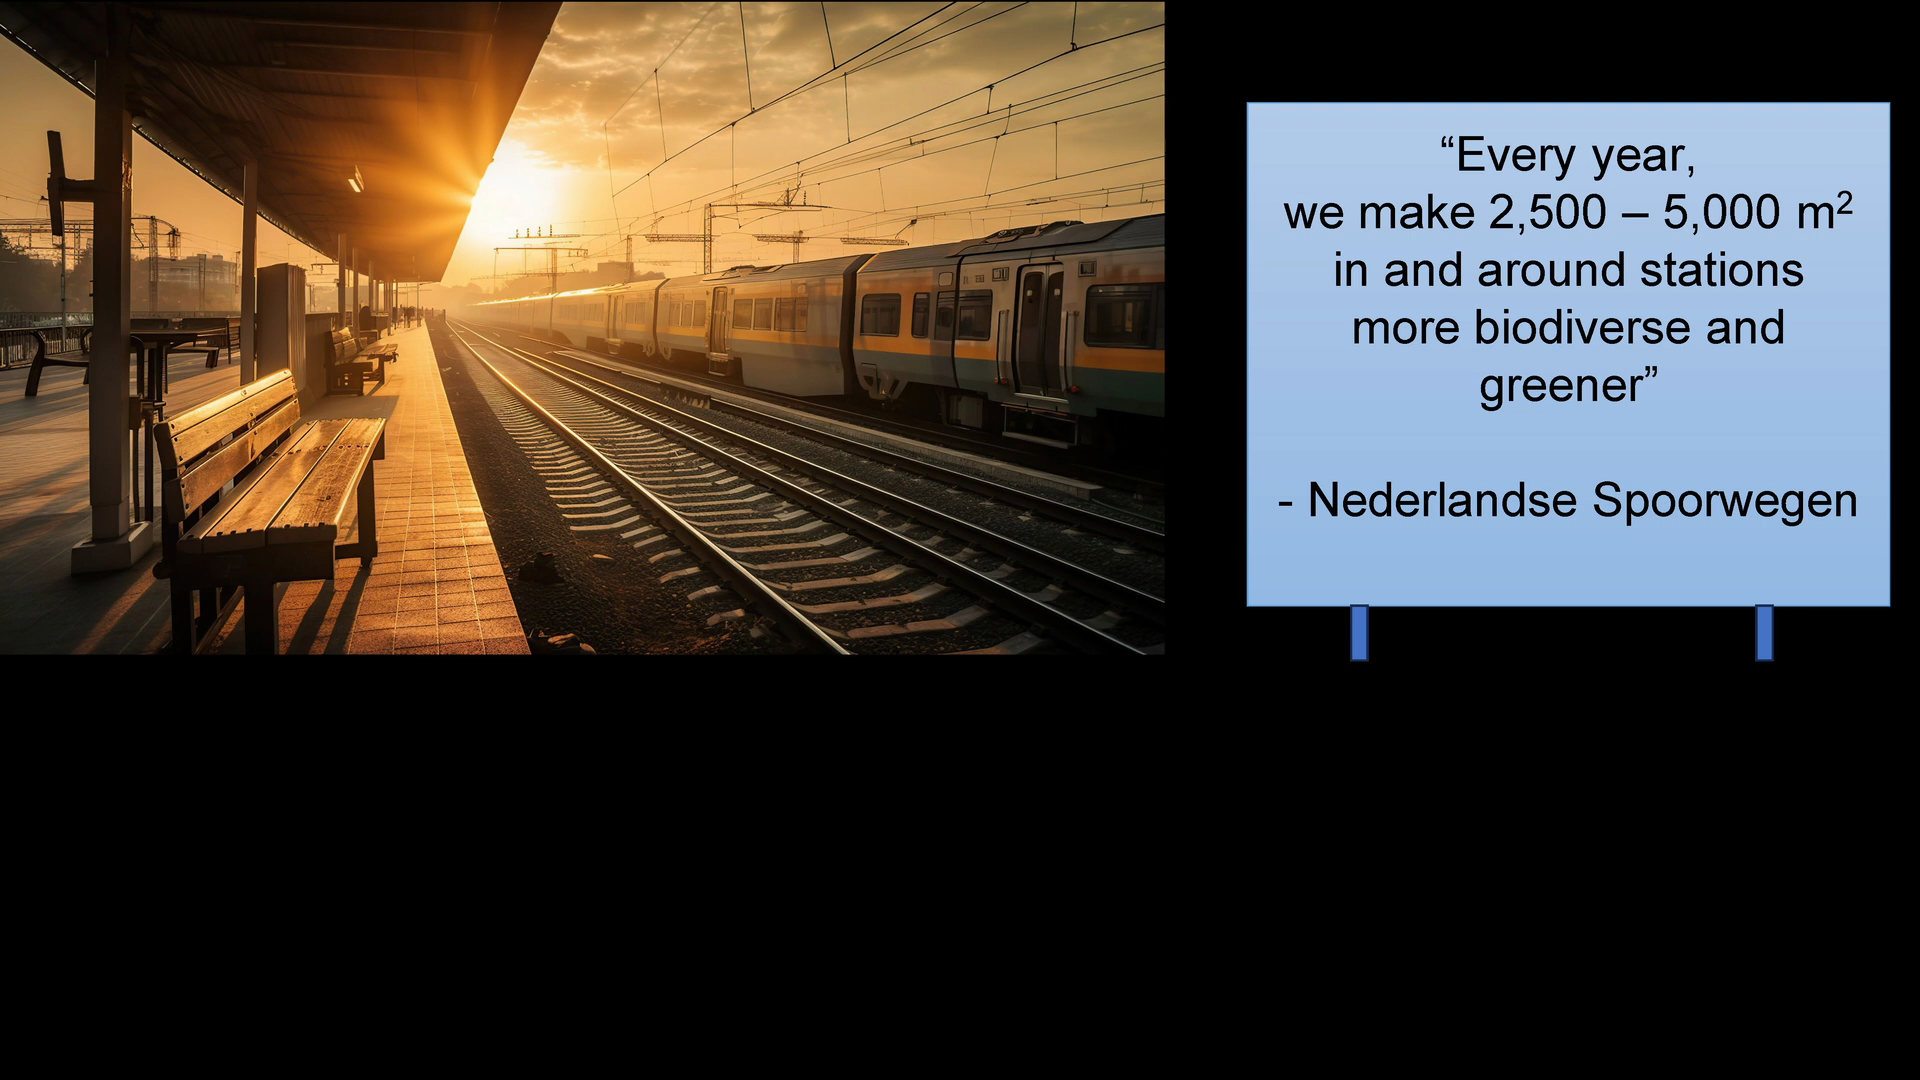 “Every year,
we make 2,500 – 5,000 m²
in and around stations
more biodiverse and
greener”
- Nederlandse Spoorwegen